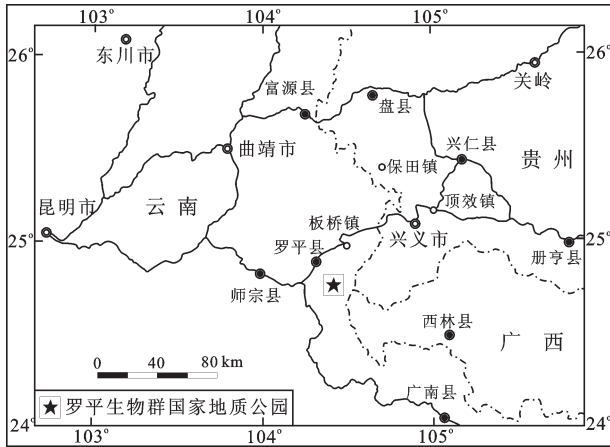 103° 104° 105°
26° 26°
东川市
关岭
富源县
盘县
兴仁县
曲靖市
保田镇
贵州
昆明市
云南
顶效镇
板桥镇
25° 兴义市 25°
罗平县
册亨县
师宗县
西林县
广西
0 40 80 km
广南县
罗平生物群国家地质公园
24° 24°
103° 104° 105°